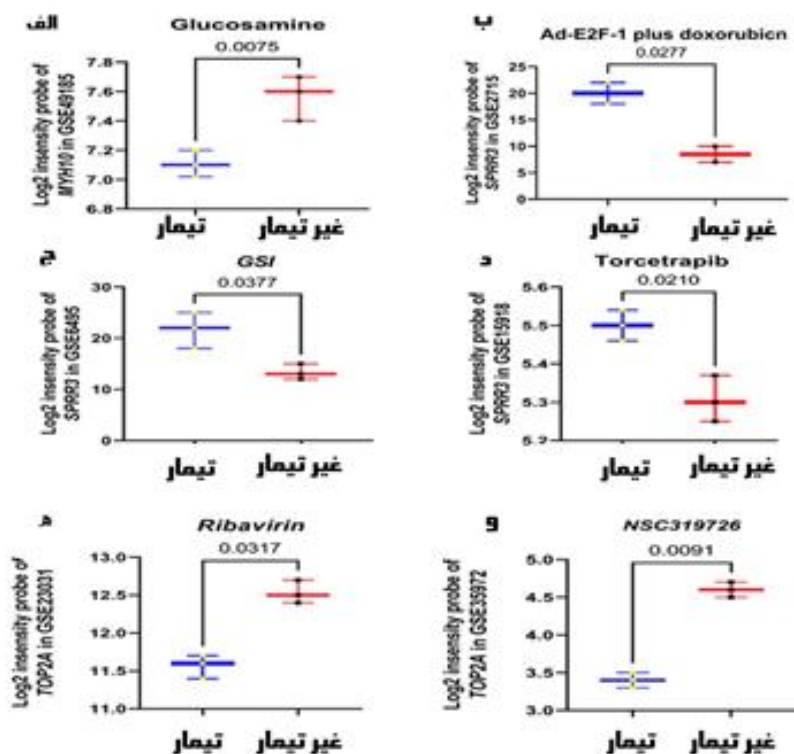 الف
Glucosamine
0.0075
Log2 insensity probe of
MYH10 in GSE49185
7.8
7.6
7.4
7.2
7.0
6.8
تیمار
غیر تیمار
ب
Ad-E2F-1 plus doxorubicn
0.0277
Log2 insensity probe of
SPRR3 in GSE2715
25
20
15
10
5
0
تیمار
غیر تیمار
ج
GSI
0.0377
Log2 insensity probe of
SPRR3 in GSE6495
30
20
10
0
تیمار
غیر تیمار
د
Torcetrapib
0.0210
Log2 insensity probe of
SPRR3 in GSE15918
5.6
5.5
5.4
5.3
5.2
تیمار
غیر تیمار
Ribavirin
0.0317
Log2 insensity probe of
TOP2A in GSE23031
13.0
12.5
12.0
11.5
11.0
تیمار
غیر تیمار
و
NSC319726
0.0091
Log2 insensity probe of
TOP2A in GSE35972
5.0
4.5
4.0
3.5
3.0
تیمار
غیر تیمار